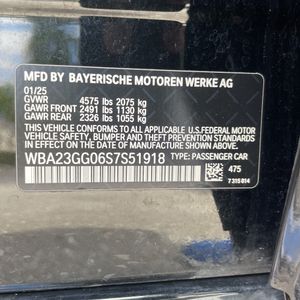 MFD BY BAYERISCHE MOTOREN WERKE AG
01/25
GVWR 4575 lbs 2075 kg
GAWR FRONT 2491 lbs 1130 kg
GAWR REAR 2326 lbs 1055 kg
THIS VEHICLE CONFORMS TO ALL APPLICABLE
U.S.FEDERAL MOTOR
VEHICLE SAFETY, BUMPER AND THEFT PREVENTION
STANDARDS IN EFFECT ON THE DATE OF
MANUFACTURE SHOWN ABOVE.
WBA23GG06S7S51918 TYPE: PASSENGER CAR
475
7 315 814